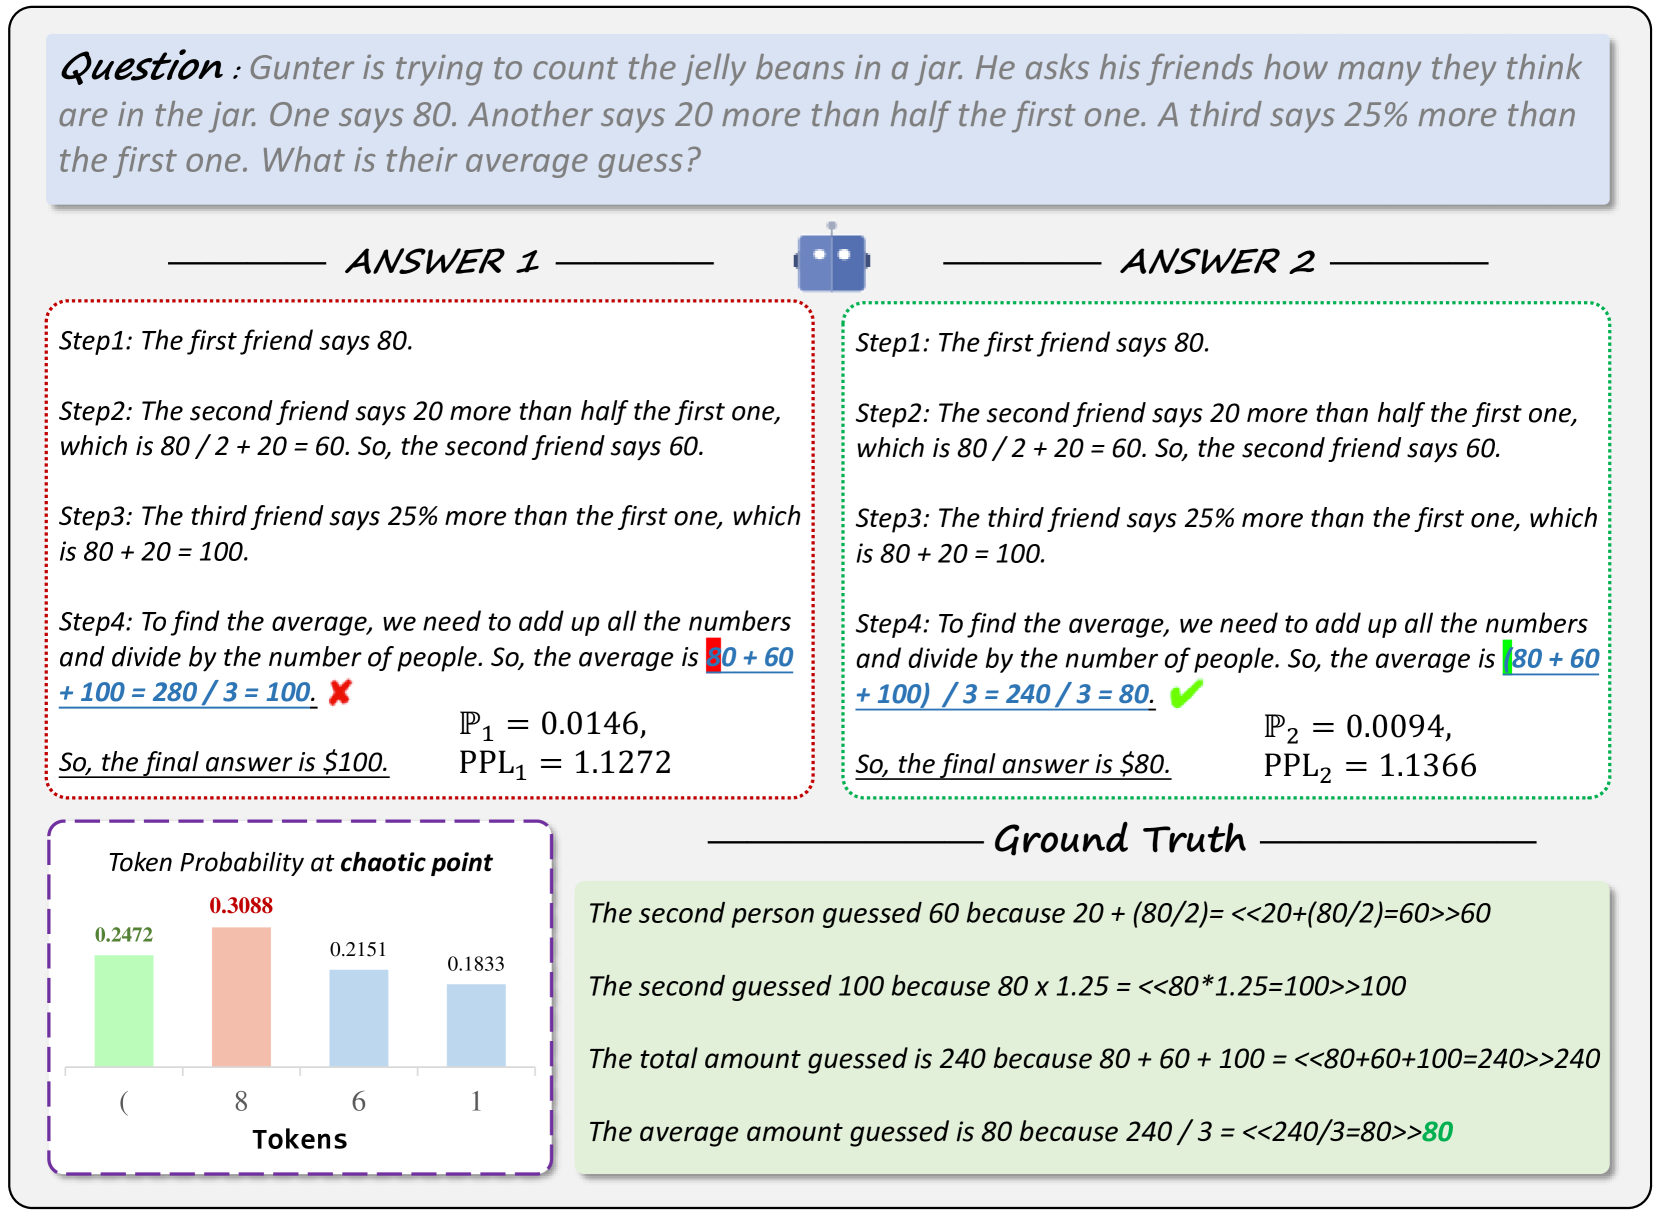 Question : Gunter is trying to count the jelly beans in a jar. He asks his friends how many they think
are in the jar. One says 80. Another says 20 more than half the first one. A third says 25% more than
the first one. What is their average guess?
ANSWER 1
Step1: The first friend says 80.
Step2: The second friend says 20 more than half the first one,
which is 80 / 2 + 20 = 60. So, the second friend says 60.
Step3: The third friend says 25% more than the first one, which
is 80 + 20 = 100.
Step4: To find the average, we need to add up all the numbers
and divide by the number of people. So, the average is 80 + 60
+ 100 = 280 / 3 = 100. ✘
ℙ₁ = 0.0146,
PPL₁ = 1.1272
So, the final answer is $100.
ANSWER 2
Step1: The first friend says 80.
Step2: The second friend says 20 more than half the first one,
which is 80 / 2 + 20 = 60. So, the second friend says 60.
Step3: The third friend says 25% more than the first one, which
is 80 + 20 = 100.
Step4: To find the average, we need to add up all the numbers
and divide by the number of people. So, the average is (80 + 60
+ 100) / 3 = 240 / 3 = 80. ✔
ℙ₂ = 0.0094,
PPL₂ = 1.1366
So, the final answer is $80.
Token Probability at chaotic point
0.2472 0.3088 0.2151 0.1833
( 8 6 1
Tokens
Ground Truth
The second person guessed 60 because 20 + (80/2)= <<20+(80/2)=60>>60
The second guessed 100 because 80 x 1.25 = <<80*1.25=100>>100
The total amount guessed is 240 because 80 + 60 + 100 = <<80+60+100=240>>240
The average amount guessed is 80 because 240 / 3 = <<240/3=80>>80